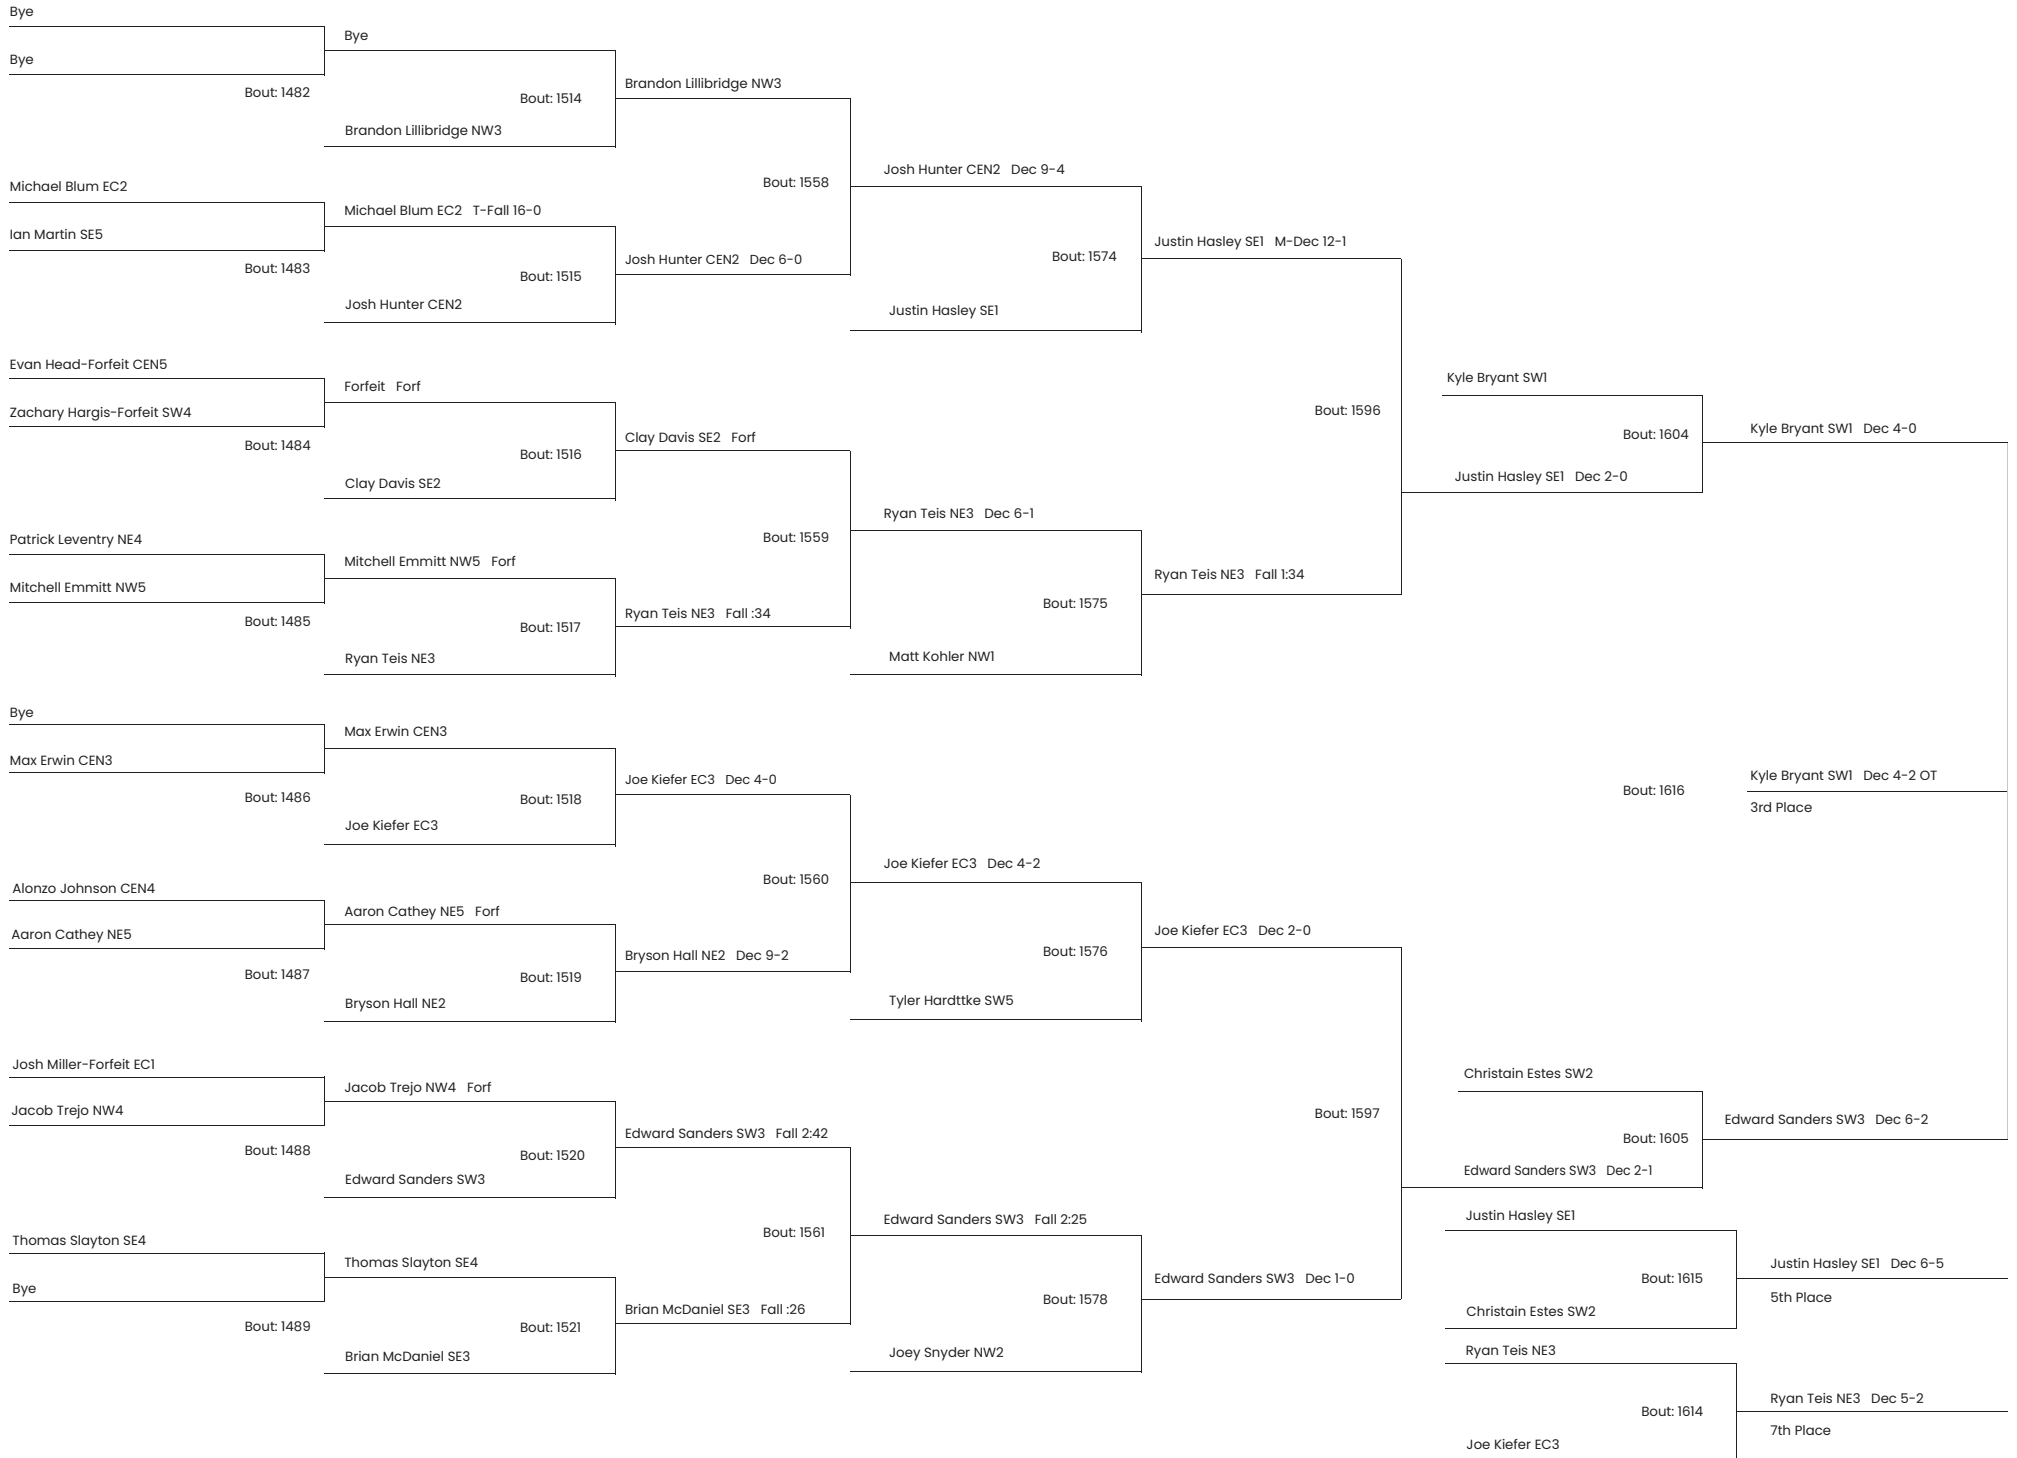 Bye
Bye
Bout: 1482
Michael Blum EC2
Ian Martin SE5
Bout: 1483
Evan Head-Forfeit CEN5
Zachary Hargis-Forfeit SW4
Bout: 1484
Patrick Leventry NE4
Mitchell Emmitt NW5
Bout: 1485
Bye
Max Erwin CEN3
Bout: 1486
Alonzo Johnson CEN4
Aaron Cathey NE5
Bout: 1487
Josh Miller-Forfeit EC1
Jacob Trejo NW4
Bout: 1488
Thomas Slayton SE4
Bye
Bout: 1489
Bye
Bout: 1514
Brandon Lillibridge NW3
Michael Blum EC2 T-Fall 16-0
Bout: 1515
Josh Hunter CEN2
Forfeit Forf
Bout: 1516
Clay Davis SE2
Mitchell Emmitt NW5 Forf
Bout: 1517
Ryan Teis NE3
Max Erwin CEN3
Bout: 1518
Joe Kiefer EC3
Aaron Cathey NE5 Forf
Bout: 1519
Bryson Hall NE2
Jacob Trejo NW4 Forf
Bout: 1520
Edward Sanders SW3
Thomas Slayton SE4
Bout: 1521
Brian McDaniel SE3
Brandon Lillibridge NW3
Bout: 1558
Josh Hunter CEN2 Dec 6-0
Clay Davis SE2 Forf
Bout: 1559
Ryan Teis NE3 Fall :34
Joe Kiefer EC3 Dec 4-0
Bout: 1560
Bryson Hall NE2 Dec 9-2
Edward Sanders SW3 Fall 2:42
Bout: 1561
Brian McDaniel SE3 Fall :26
Josh Hunter CEN2 Dec 9-4
Bout: 1574
Justin Hasley SE1
Ryan Teis NE3 Dec 6-1
Bout: 1575
Matt Kohler NW1
Joe Kiefer EC3 Dec 4-2
Bout: 1576
Tyler Hardttke SW5
Edward Sanders SW3 Fall 2:25
Bout: 1578
Joey Snyder NW2
Justin Hasley SE1 M-Dec 12-1
Bout: 1596
Ryan Teis NE3 Fall 1:34
Joe Kiefer EC3 Dec 2-0
Bout: 1597
Edward Sanders SW3 Dec 1-0
Kyle Bryant SW1
Bout: 1604
Justin Hasley SE1 Dec 2-0
Kyle Bryant SW1 Dec 4-0
Bout: 1616
Kyle Bryant SW1 Dec 4-2 OT
3rd Place
Christain Estes SW2
Bout: 1605
Edward Sanders SW3 Dec 2-1
Edward Sanders SW3 Dec 6-2
Justin Hasley SE1
Bout: 1615
Christain Estes SW2
Justin Hasley SE1 Dec 6-5
5th Place
Ryan Teis NE3
Bout: 1614
Joe Kiefer EC3
Ryan Teis NE3 Dec 5-2
7th Place